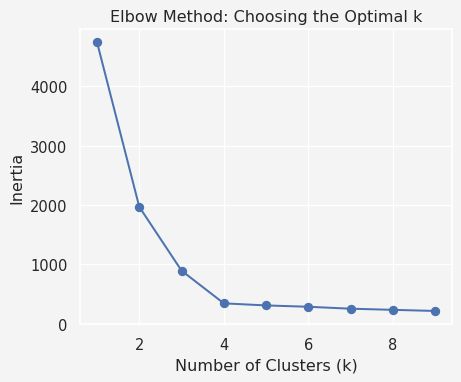 Elbow Method: Choosing the Optimal k
4000
3000
2000
1000
0
Inertia
2 4 6 8
Number of Clusters (k)